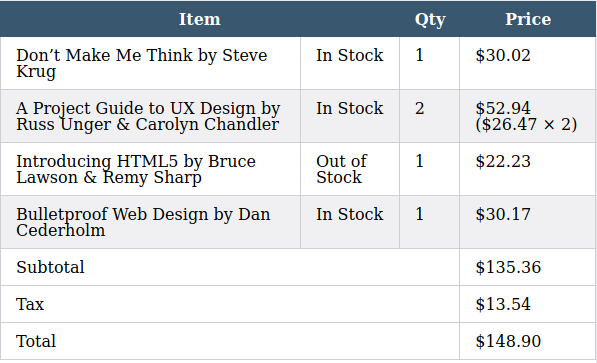 Item Qty Price
Don’t Make Me Think by Steve In Stock 1 $30.02
Krug
A Project Guide to UX Design by In Stock 2 $52.94
Russ Unger & Carolyn Chandler ($26.47 × 2)
Introducing HTML5 by Bruce Out of 1 $22.23
Lawson & Remy Sharp Stock
Bulletproof Web Design by Dan In Stock 1 $30.17
Cederholm
Subtotal $135.36
Tax $13.54
Total $148.90